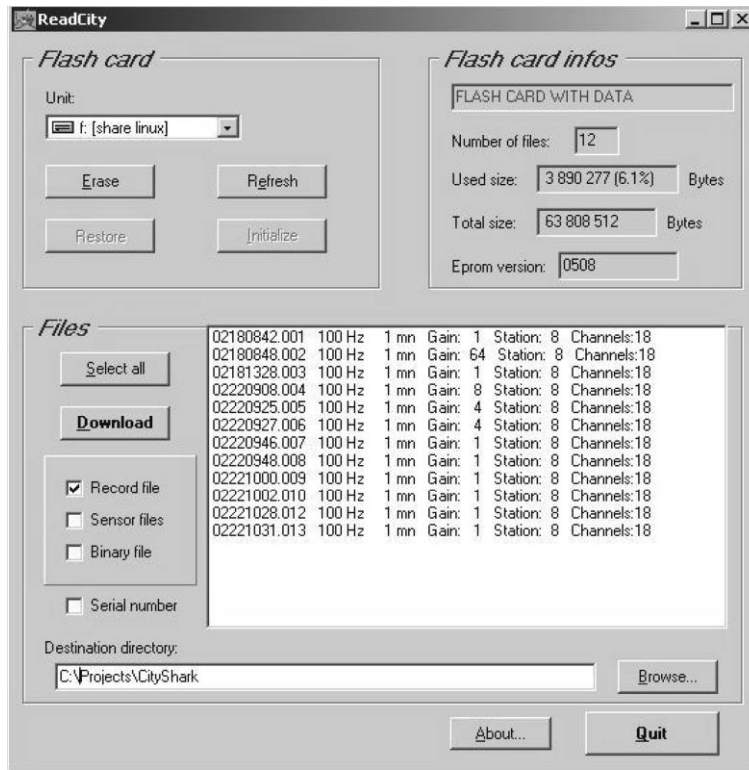 ReadCity
Flash card
Unit:
f: [share linux]
Erase
Refresh
Restore
Initialize
Flash card infos
FLASH CARD WITH DATA
Number of files: 12
Used size: 3 890 277 (6.1%) Bytes
Total size: 63 808 512 Bytes
Eprom version: 0508
Files
Select all
Download
Record file
Sensor files
Binary file
Serial number
02180842.001 100 Hz 1 mn Gain: 1 Station: 8 Channels:18
02180848.002 100 Hz 1 mn Gain: 64 Station: 8 Channels:18
02181328.003 100 Hz 1 mn Gain: 1 Station: 8 Channels:18
02220908.004 100 Hz 1 mn Gain: 8 Station: 8 Channels:18
02220925.005 100 Hz 1 mn Gain: 4 Station: 8 Channels:18
02220927.006 100 Hz 1 mn Gain: 4 Station: 8 Channels:18
02220946.007 100 Hz 1 mn Gain: 1 Station: 8 Channels:18
02220948.008 100 Hz 1 mn Gain: 1 Station: 8 Channels:18
02221000.009 100 Hz 1 mn Gain: 1 Station: 8 Channels:18
02221002.010 100 Hz 1 mn Gain: 1 Station: 8 Channels:18
02221028.012 100 Hz 1 mn Gain: 1 Station: 8 Channels:18
02221031.013 100 Hz 1 mn Gain: 1 Station: 8 Channels:18
Destination directory:
C:\Projects\CityShark
Browse...
About...
Quit